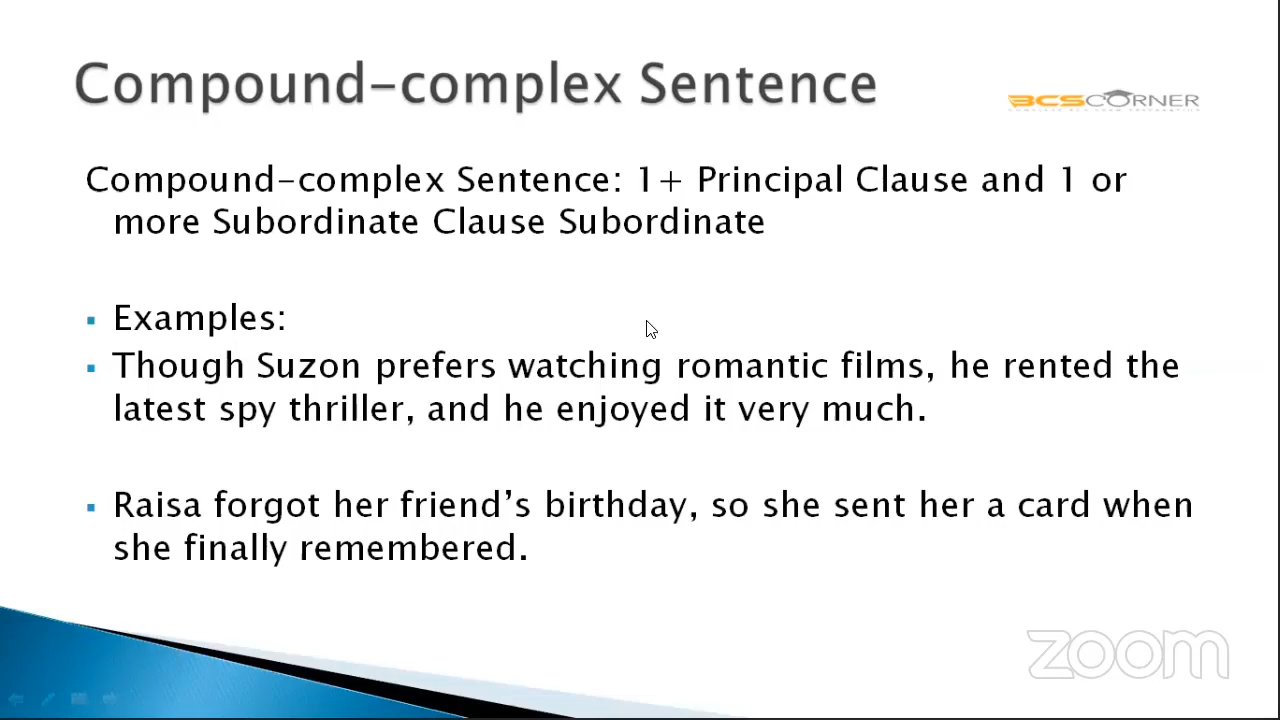 Compound-complex Sentence
BCSCORNER
Compound-complex Sentence: 1+ Principal Clause and 1 or
more Subordinate Clause Subordinate
Examples:
Though Suzon prefers watching romantic films, he rented the
latest spy thriller, and he enjoyed it very much.
Raisa forgot her friend’s birthday, so she sent her a card when
she finally remembered.
zoom